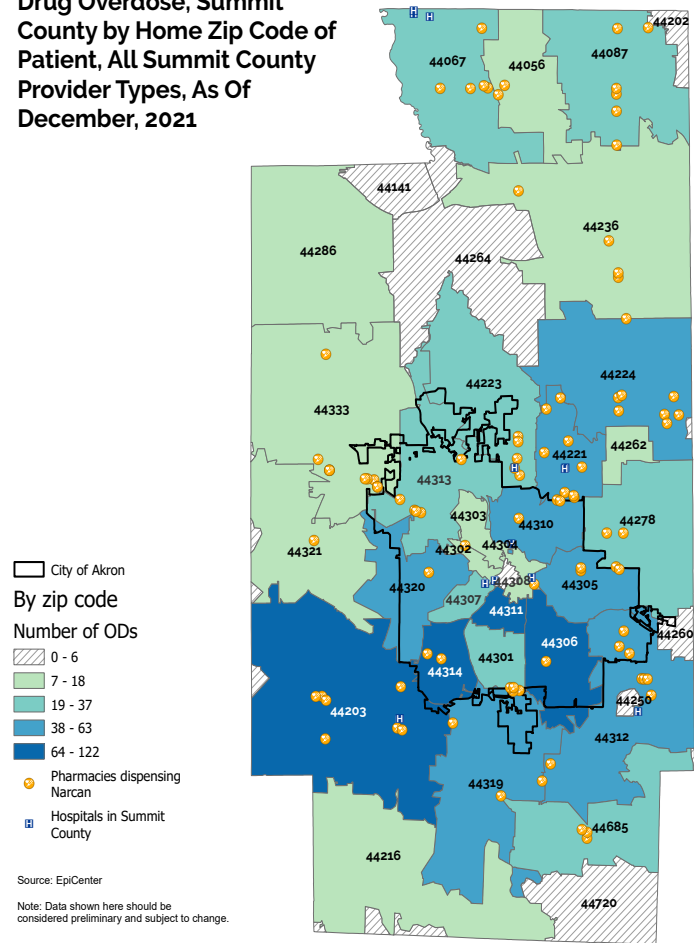 Drug Overdose, Summit
County by Home Zip Code of
Patient, All Summit County
Provider Types, As Of
December, 2021
44202
44067
44056
44087
44141
44236
44286
44264
44223
44224
44333
44221
44262
44313
44303
44310
44278
44321
44302
44304
44320
44308
44305
44307
44311
44306
44260
44314
44301
44203
44250
44312
44319
44685
44216
44720
City of Akron
By zip code
Number of ODs
0 - 6
7 - 18
19 - 37
38 - 63
64 - 122
Pharmacies dispensing
Narcan
H Hospitals in Summit
County
Source: EpiCenter
Note: Data shown here should be
considered preliminary and subject to change.